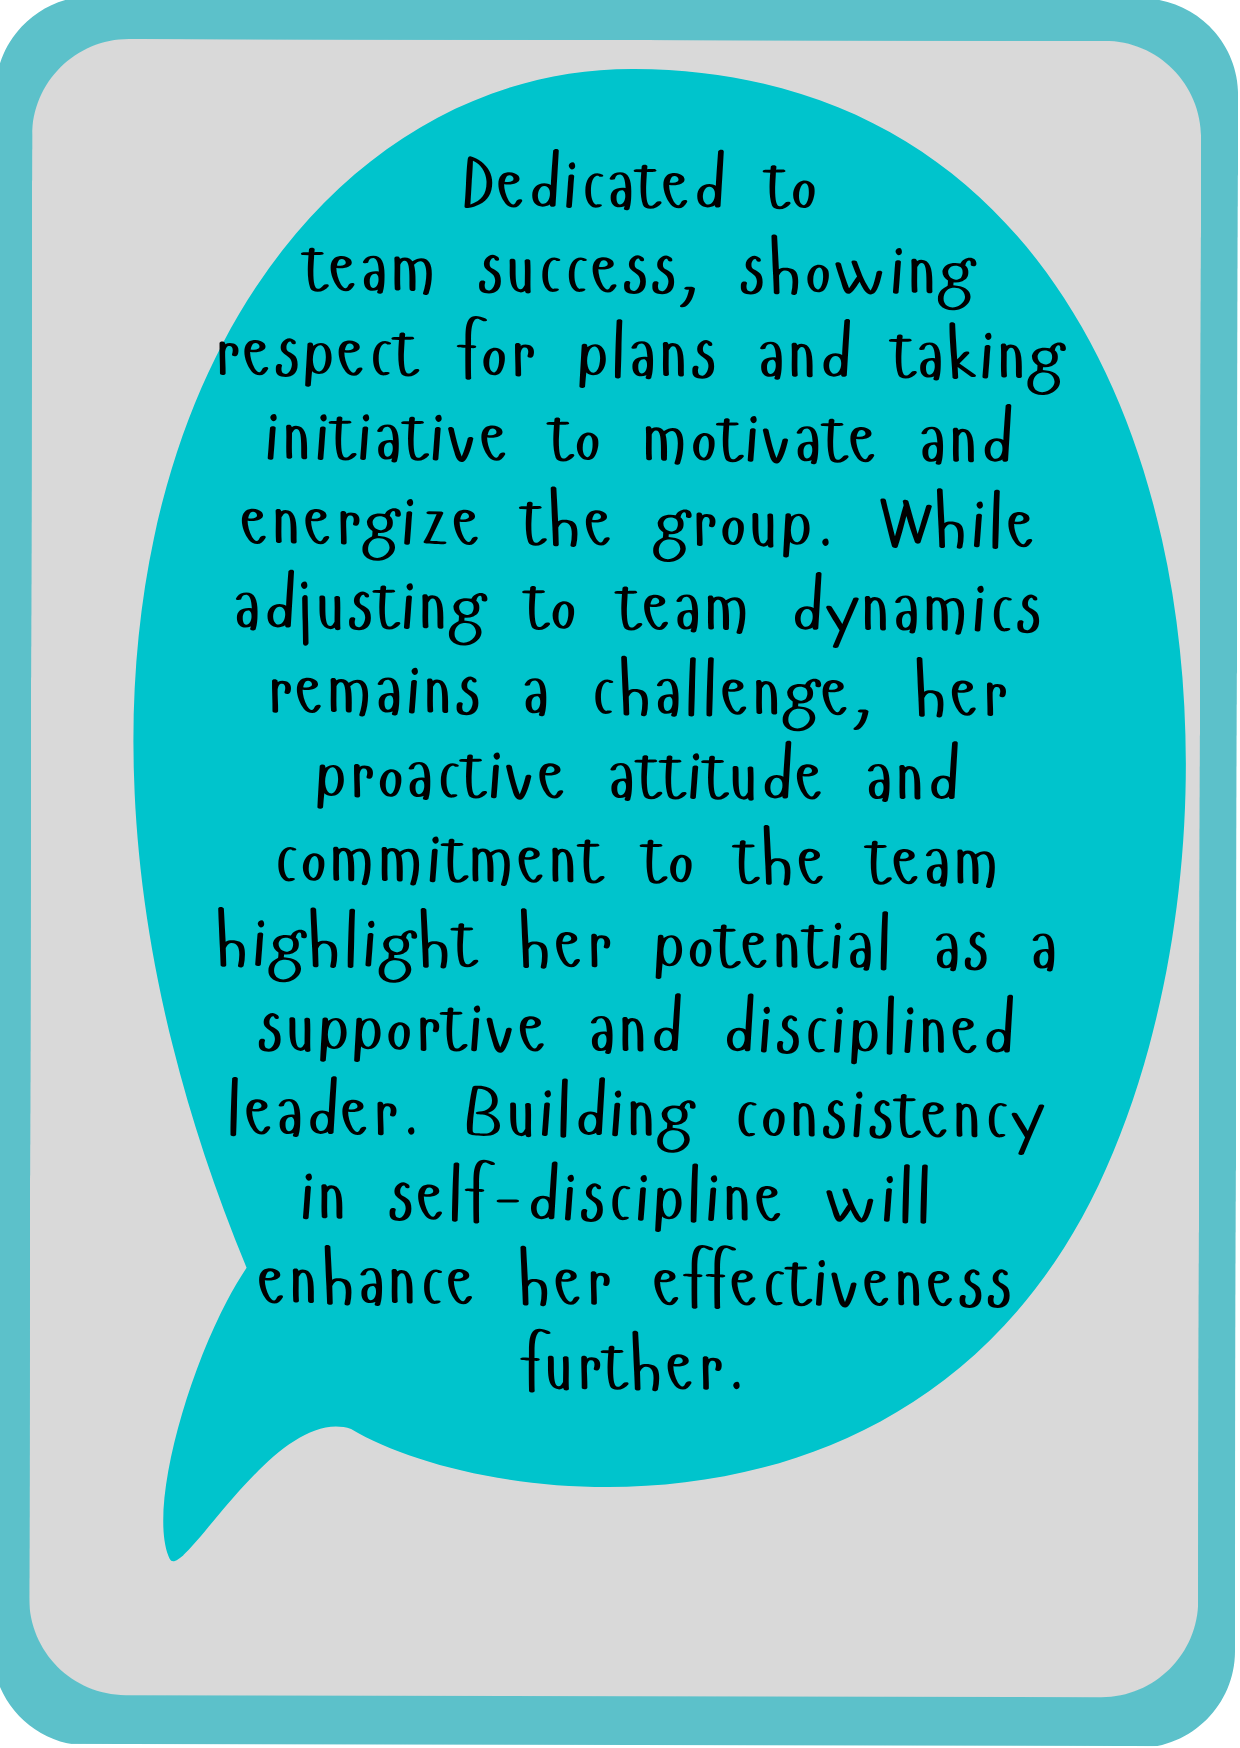 Dedicated to
team success, showing
respect for plans and taking
initiative to motivate and
energize the group. While
adjusting to team dynamics
remains a challenge, her
proactive attitude and
commitment to the team
highlight her potential as a
supportive and disciplined
leader. Building consistency
in self-discipline will
enhance her effectiveness
further.